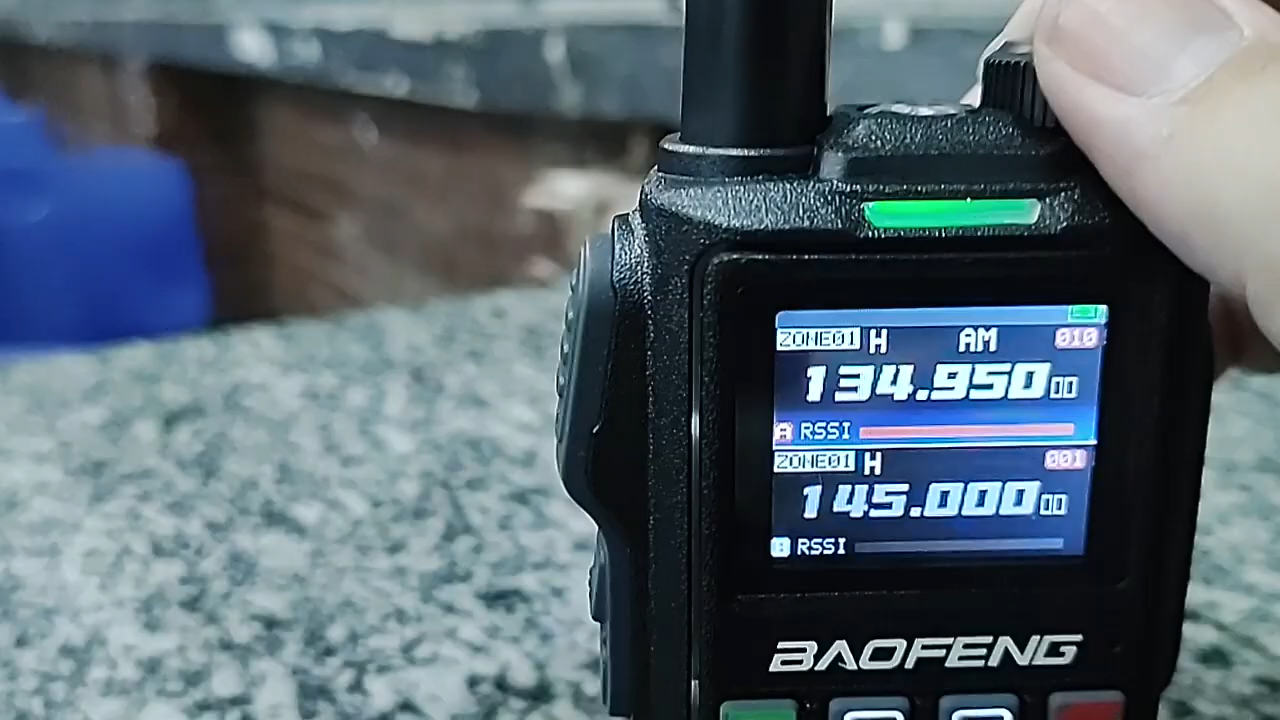 ZONE01 H AM 010
134.95000
A RSSI
ZONE01 H 001
145.00000
B RSSI
BAOFENG